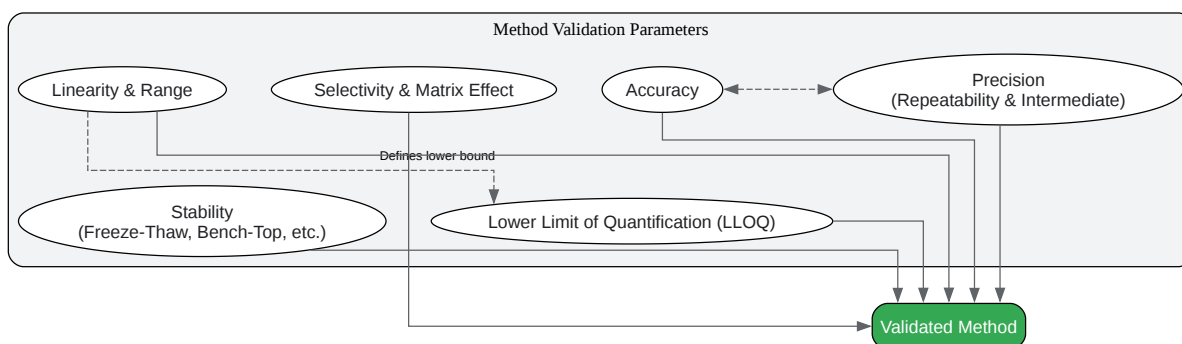 Method Validation Parameters
Linearity & Range
Selectivity & Matrix Effect
Accuracy
Precision
(Repeatability & Intermediate)
Defines lower bound
Stability
(Freeze-Thaw, Bench-Top, etc.)
Lower Limit of Quantification (LLOQ)
Validated Method